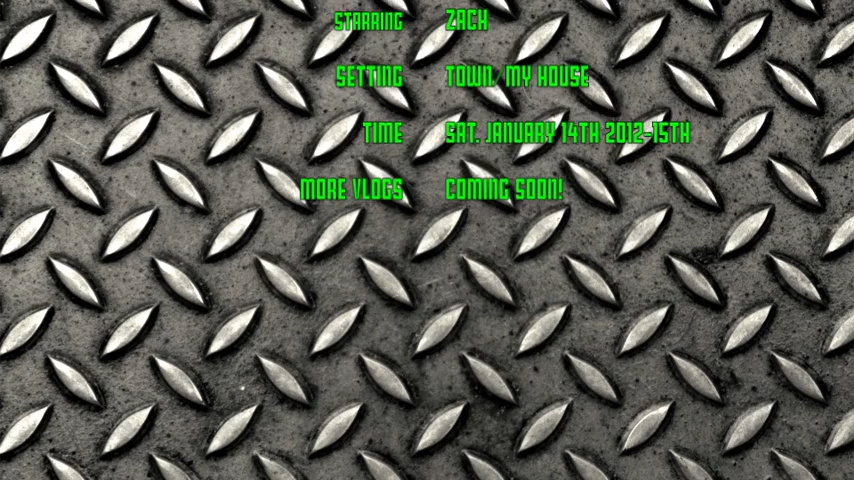 STARRING ZACH
SETTING TOWN/MY HOUSE
TIME SAT. JANUARY 14TH 2012-15TH
MORE VLOGS COMING SOON!